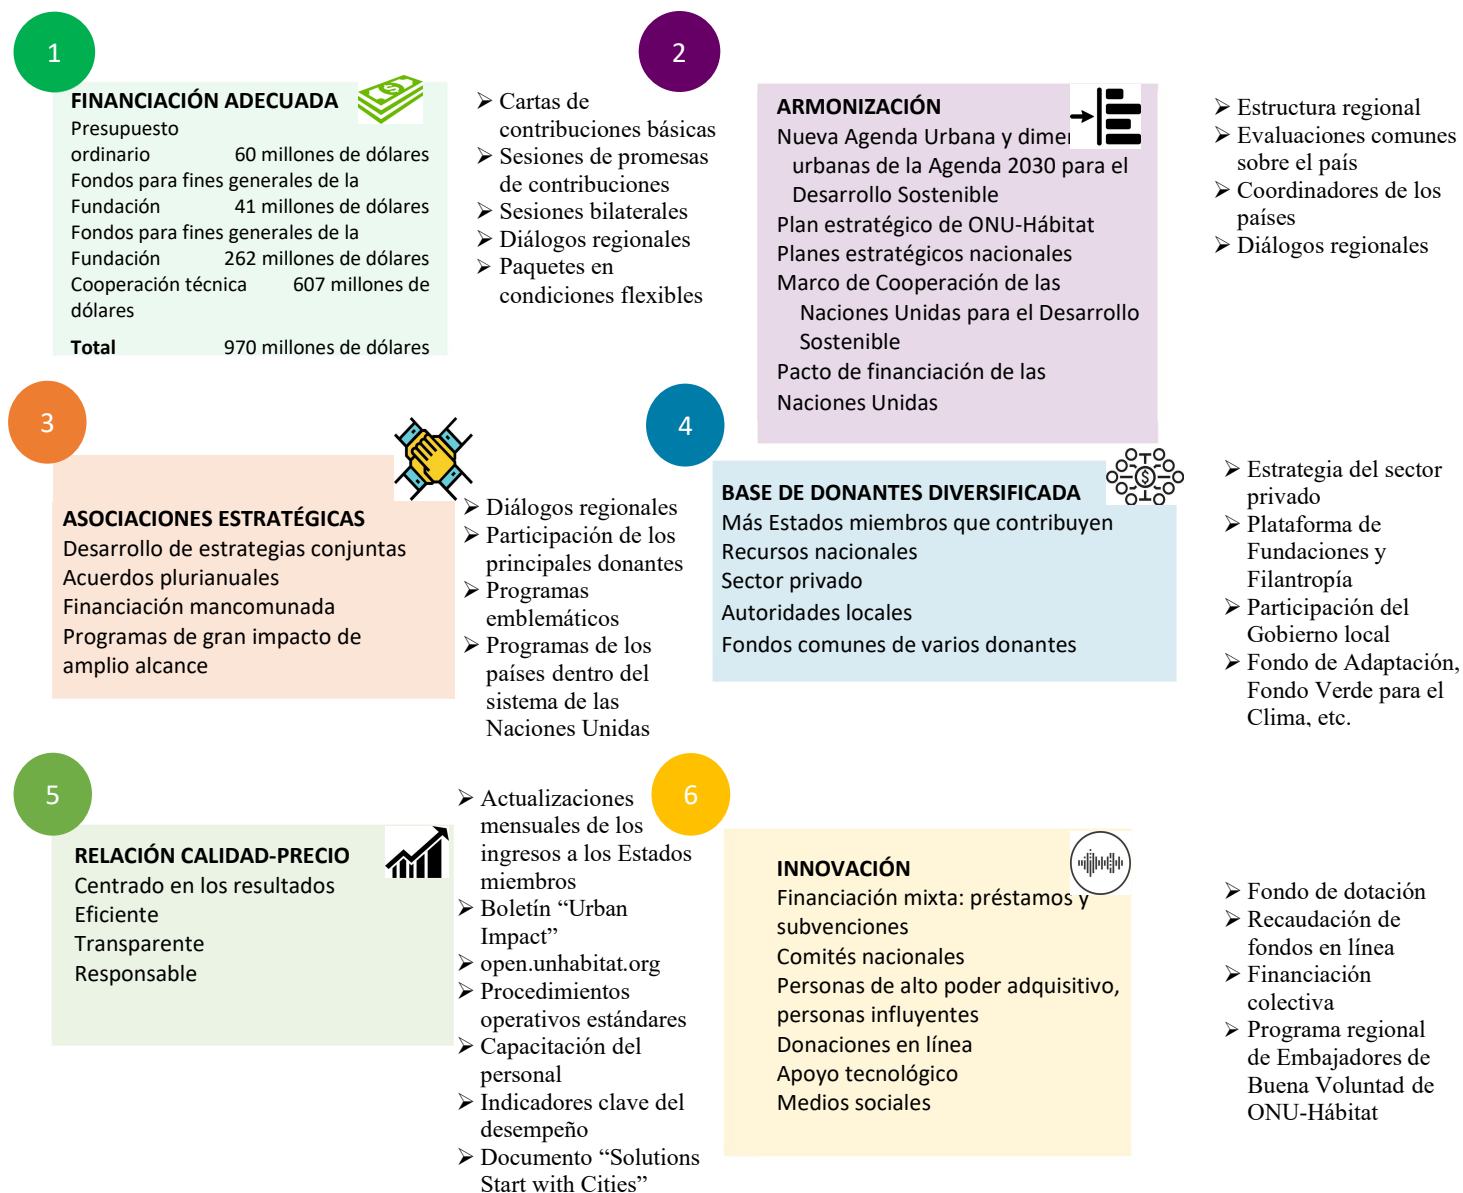 1
FINANCIACIÓN ADECUADA
Presupuesto
ordinario 60 millones de dólares
Fondos para fines generales de la
Fundación 41 millones de dólares
Fondos para fines generales de la
Fundación 262 millones de dólares
Cooperación técnica 607 millones de
dólares
Total 970 millones de dólares
➢ Cartas de
contribuciones básicas
➢ Sesiones de promesas
de contribuciones
➢ Sesiones bilaterales
➢ Diálogos regionales
➢ Paquetes en
condiciones flexibles
2
ARMONIZACIÓN
Nueva Agenda Urbana y
urbanas de la Agenda 2030 para el
Desarrollo Sostenible
Plan estratégico de ONU-Hábitat
Planes estratégicos nacionales
Marco de Cooperación de las
Naciones Unidas para el Desarrollo
Sostenible
Pacto de financiación de las
Naciones Unidas
➢ Estructura regional
➢ Evaluaciones comunes
sobre el país
➢ Coordinadores de los
países
➢ Diálogos regionales
3
ASOCIACIONES ESTRATÉGICAS
Desarrollo de estrategias conjuntas
Acuerdos plurianuales
Financiación mancomunada
Programas de gran impacto de
amplio alcance
➢ Diálogos regionales
➢ Participación de los
principales donantes
➢ Programas
emblemáticos
➢ Programas de los
países dentro del
sistema de las
Naciones Unidas
4
BASE DE DONANTES DIVERSIFICADA
Más Estados miembros que contribuyen
Recursos nacionales
Sector privado
Autoridades locales
Fondos comunes de varios donantes
➢ Estrategia del sector
privado
➢ Plataforma de
Fundaciones y
Filantropía
➢ Participación del
Gobierno local
➢ Fondo de Adaptación,
Fondo Verde para el
Clima, etc.
5
RELACIÓN CALIDAD-PRECIO
Centrado en los resultados
Eficiente
Transparente
Responsable
➢ Actualizaciones
mensuales de los
ingresos a los Estados
miembros
➢ Boletín “Urban
Impact”
➢ open.unhabitat.org
➢ Procedimientos
operativos estándares
➢ Capacitación del
personal
➢ Indicadores clave del
desempeño
➢ Documento “Solutions
Start with Cities”
6
INNOVACIÓN
Financiación mixta: préstamos y
subvenciones
Comités nacionales
Personas de alto poder adquisitivo,
personas influyentes
Donaciones en línea
Apoyo tecnológico
Medios sociales
➢ Fondo de dotación
➢ Recaudación de
fondos en línea
➢ Financiación
colectiva
➢ Programa regional
de Embajadores de
Buena Voluntad de
ONU-Hábitat